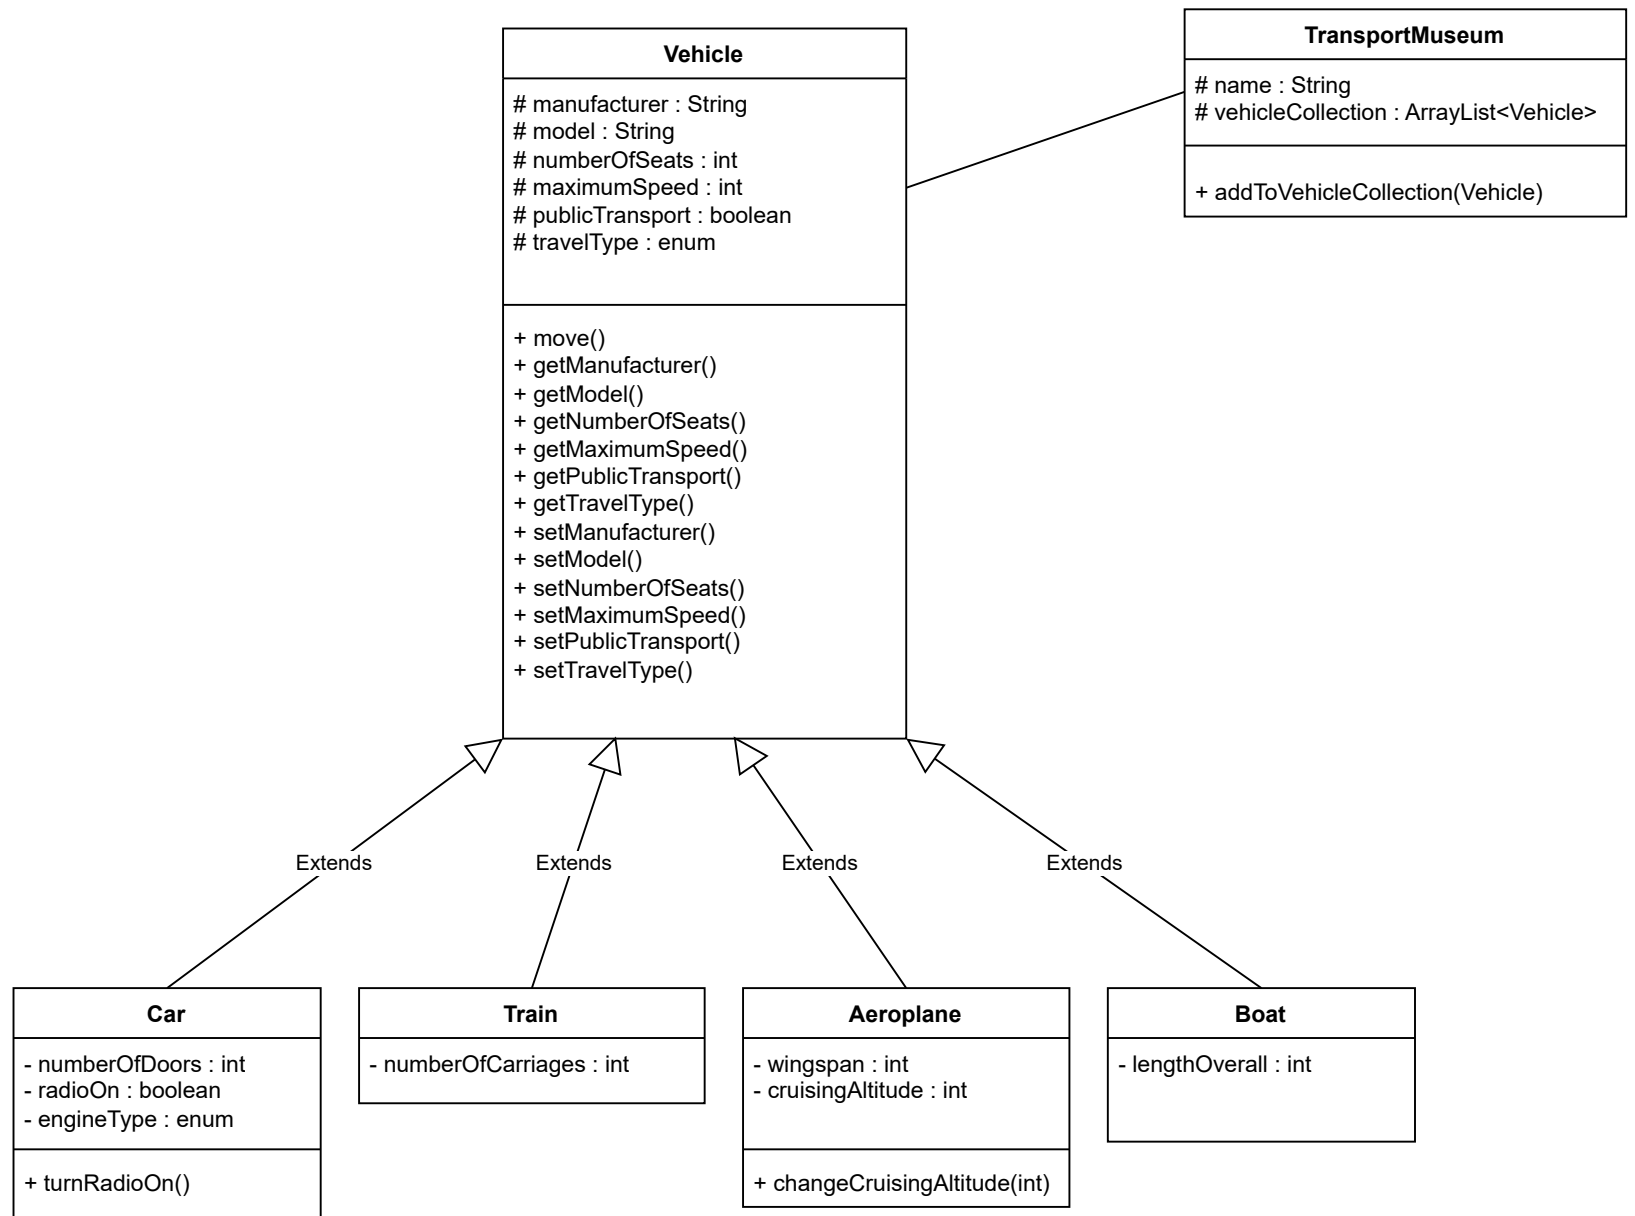 Vehicle
# manufacturer : String
# model : String
# numberOfSeats : int
# maximumSpeed : int
# publicTransport : boolean
# travelType : enum
+ move()
+ getManufacturer()
+ getModel()
+ getNumberOfSeats()
+ getMaximumSpeed()
+ getPublicTransport()
+ getTravelType()
+ setManufacturer()
+ setModel()
+ setNumberOfSeats()
+ setMaximumSpeed()
+ setPublicTransport()
+ setTravelType()
TransportMuseum
# name : String
# vehicleCollection : ArrayList<Vehicle>
+ addToVehicleCollection(Vehicle)
Extends
Extends
Extends
Extends
Car
- numberOfDoors : int
- radioOn : boolean
- engineType : enum
+ turnRadioOn()
Train
- numberOfCarriages : int
Aeroplane
- wingspan : int
- cruisingAltitude : int
+ changeCruisingAltitude(int)
Boat
- lengthOverall : int